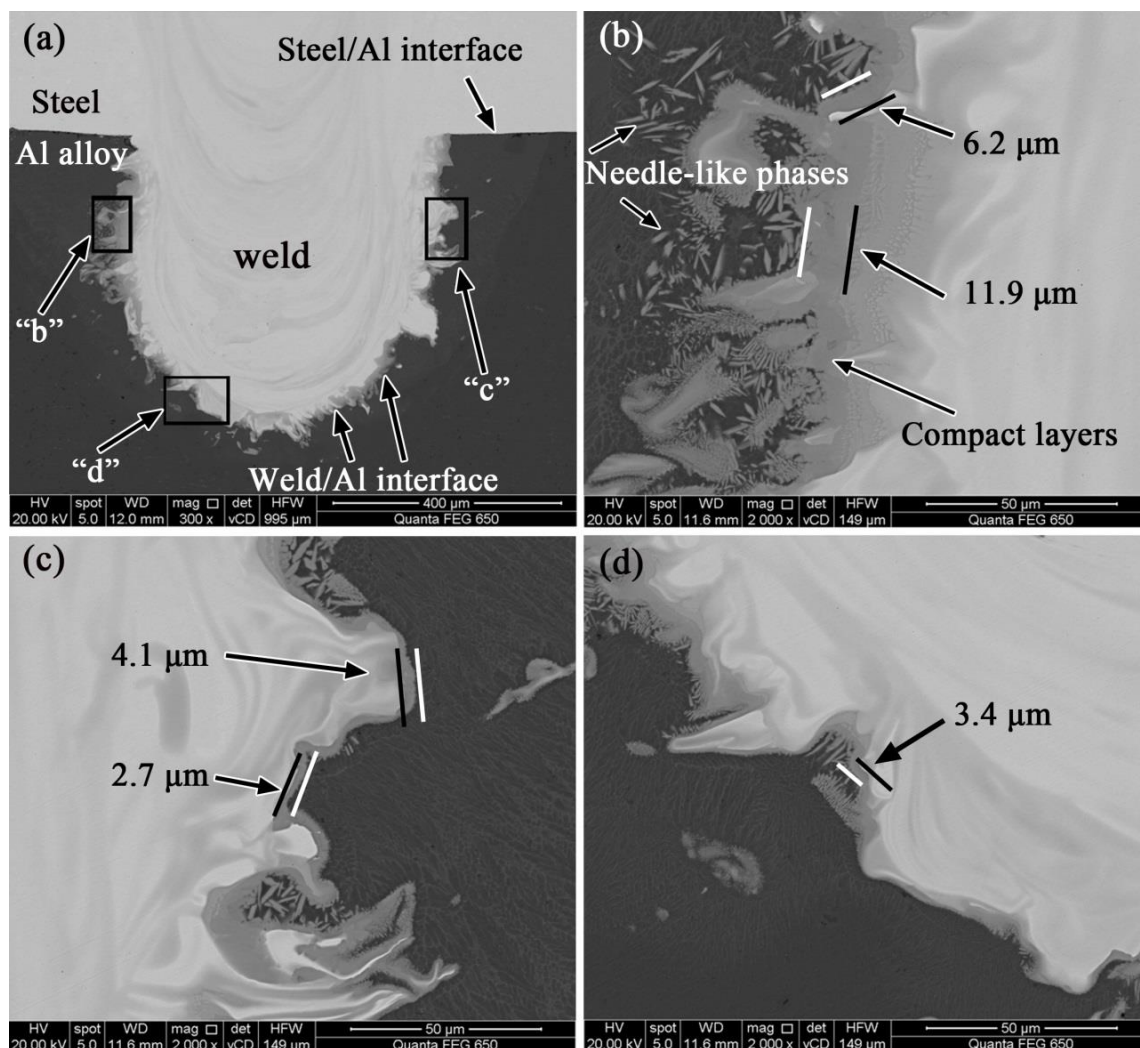 (a)
Steel/Al interface
Steel
Al alloy
weld
“b”
“c”
“d”
Weld/Al interface
HV spot WD mag □ det HFW 400 µm
20.00 kV 5.0 12.0 mm 300 x vCD 995 µm Quanta FEG 650
(b)
6.2 µm
Needle-like phases
11.9 µm
Compact layers
HV spot WD mag □ det HFW 50 µm
20.00 kV 5.0 11.6 mm 2 000 x vCD 149 µm Quanta FEG 650
(c)
4.1 µm
2.7 µm
HV spot WD mag □ det HFW 50 µm
20.00 kV 5.0 11.6 mm 2 000 x vCD 149 µm Quanta FEG 650
(d)
3.4 µm
HV spot WD mag □ det HFW 50 µm
20.00 kV 5.0 11.6 mm 2 000 x vCD 149 µm Quanta FEG 650